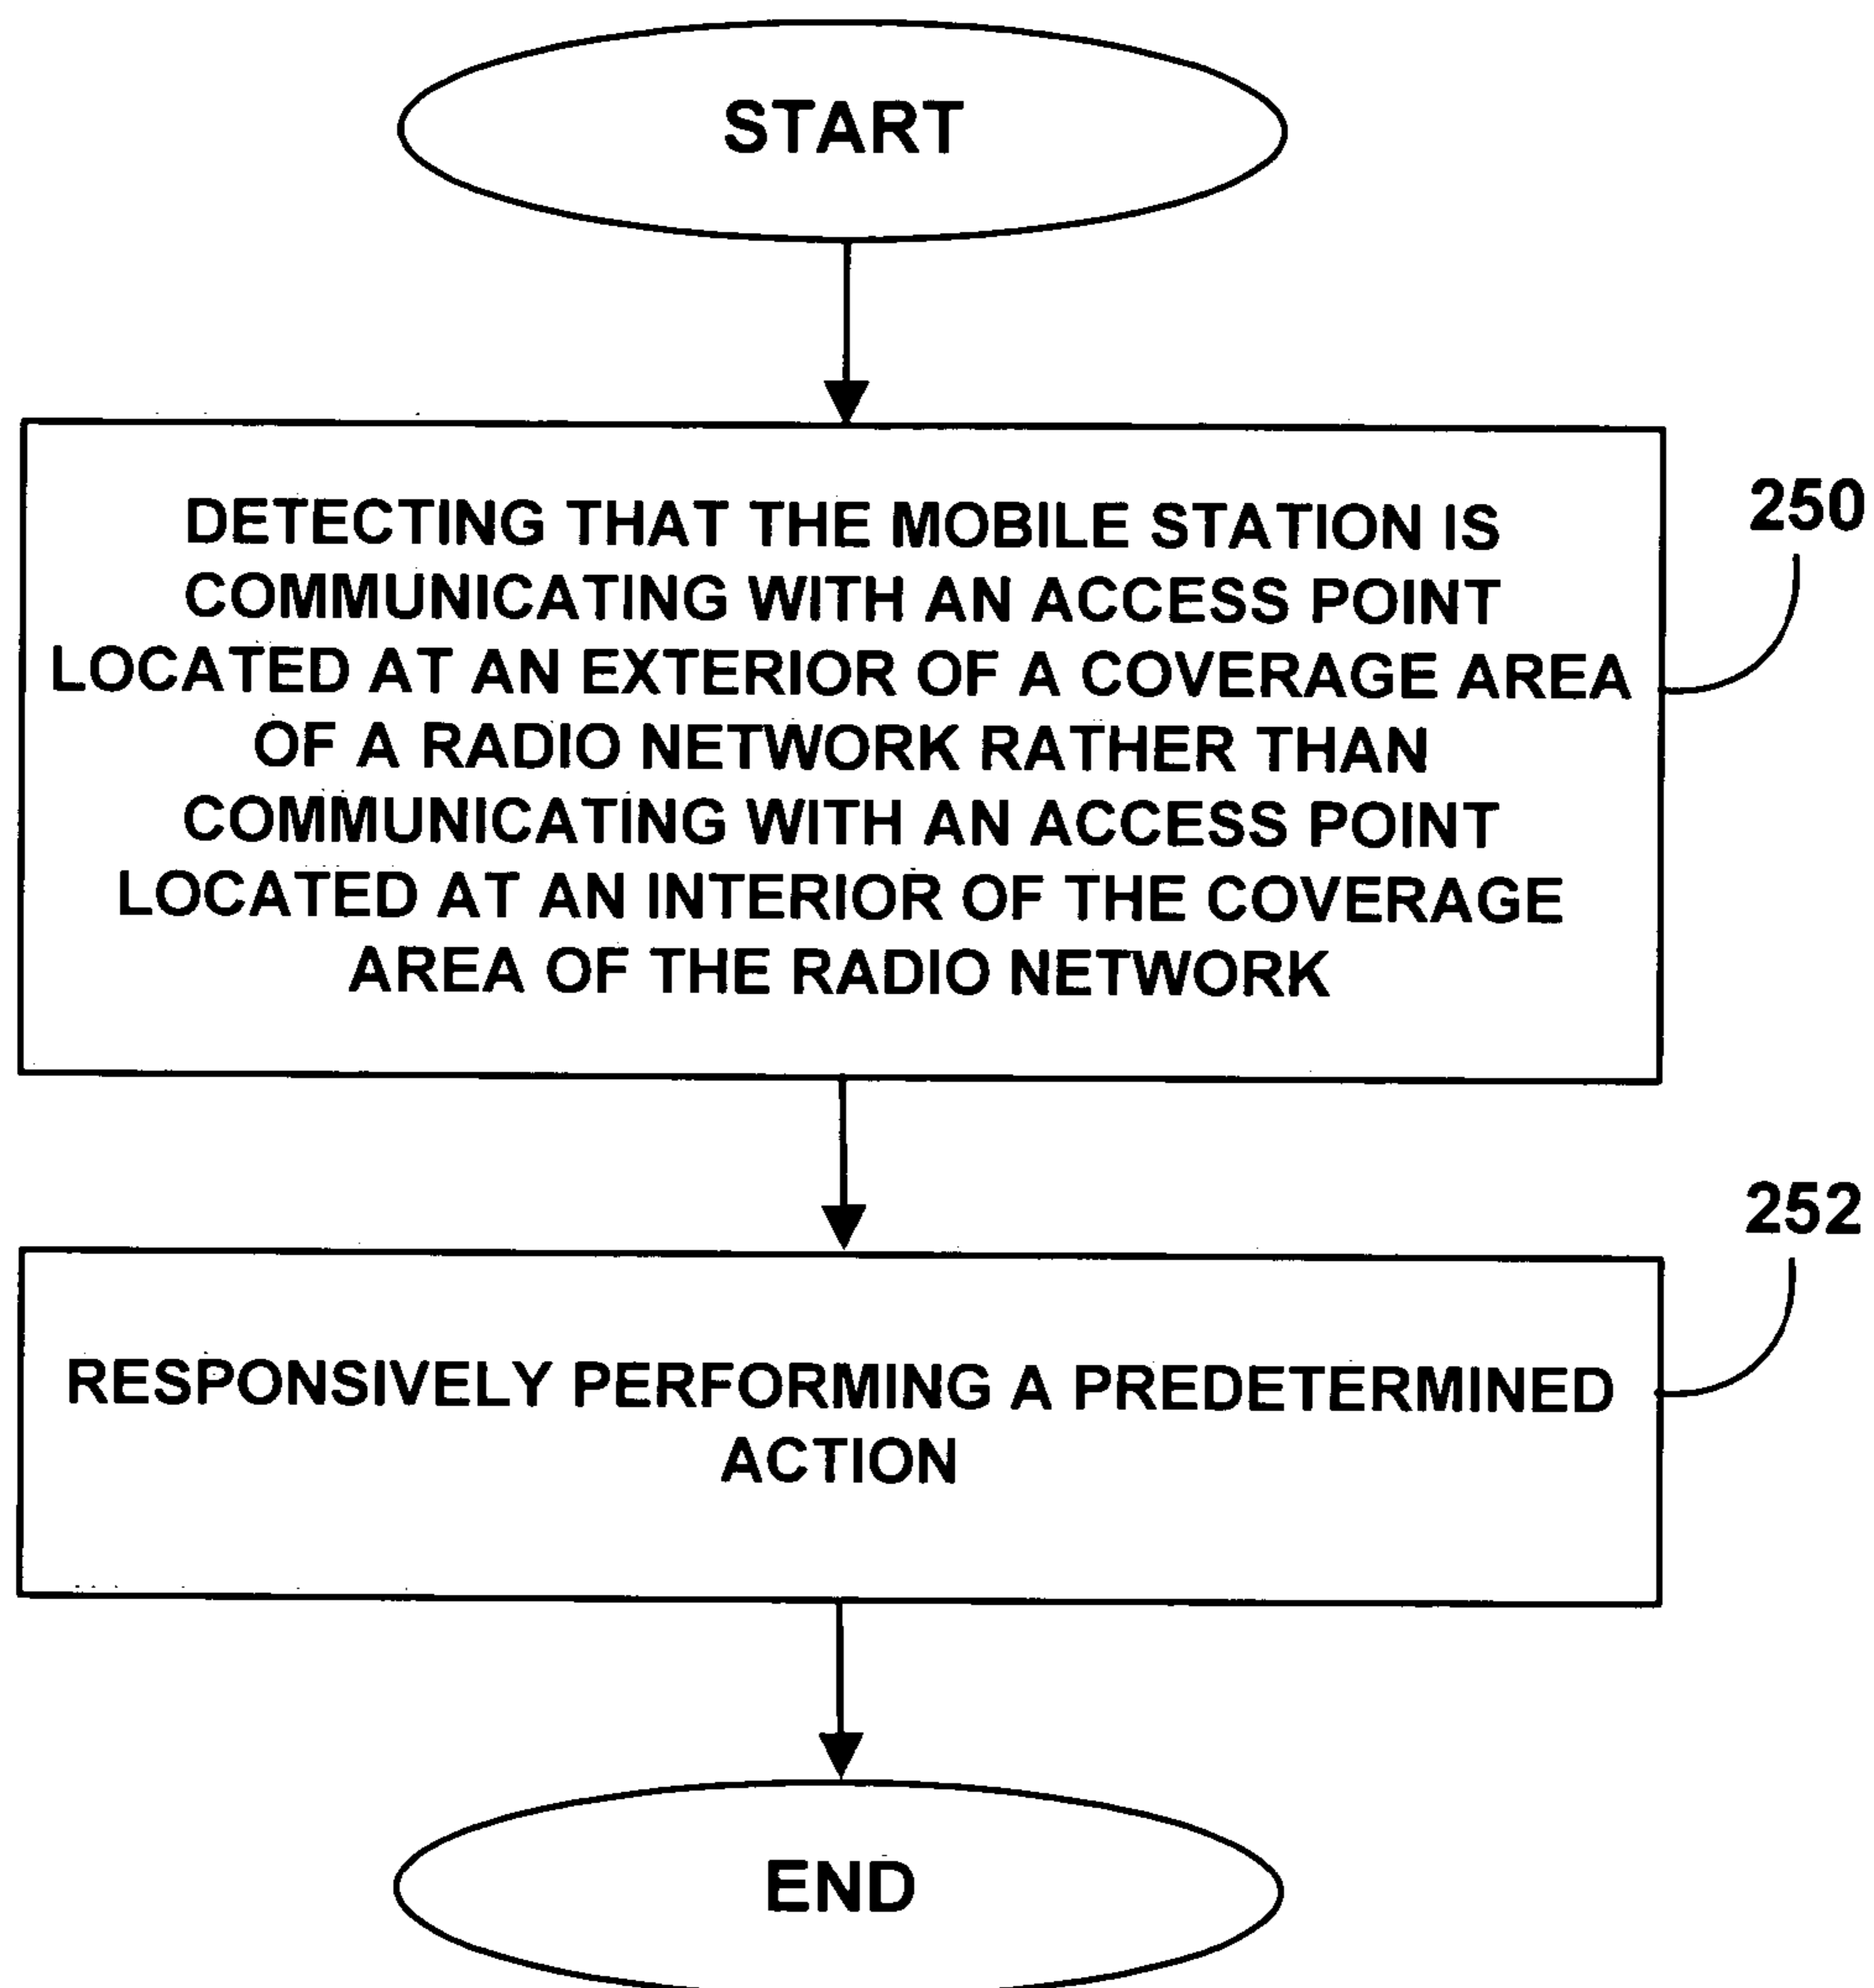 START
DETECTING THAT THE MOBILE STATION IS
COMMUNICATING WITH AN ACCESS POINT
LOCATED AT AN EXTERIOR OF A COVERAGE AREA
OF A RADIO NETWORK RATHER THAN
COMMUNICATING WITH AN ACCESS POINT
LOCATED AT AN INTERIOR OF THE COVERAGE
AREA OF THE RADIO NETWORK
250
RESPONSIVELY PERFORMING A PREDETERMINED
ACTION
252
END